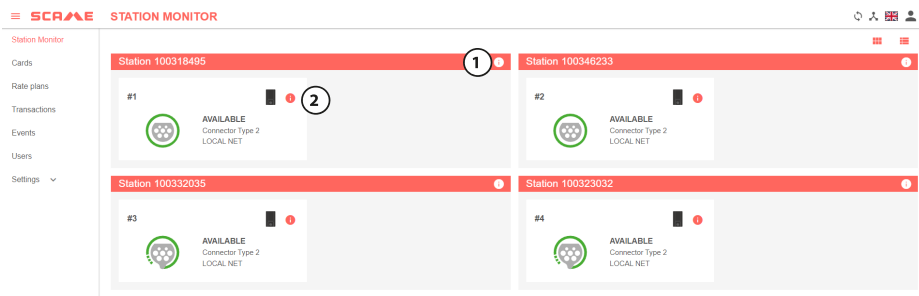 SCAME STATION MONITOR
Station Monitor
Cards
Rate plans
Transactions
Events
Users
Settings
Station 100318495 1
#1 2
AVAILABLE
Connector Type 2
LOCAL NET
Station 100346233
#2
AVAILABLE
Connector Type 2
LOCAL NET
Station 100332035
#3
AVAILABLE
Connector Type 2
LOCAL NET
Station 100323032
#4
AVAILABLE
Connector Type 2
LOCAL NET